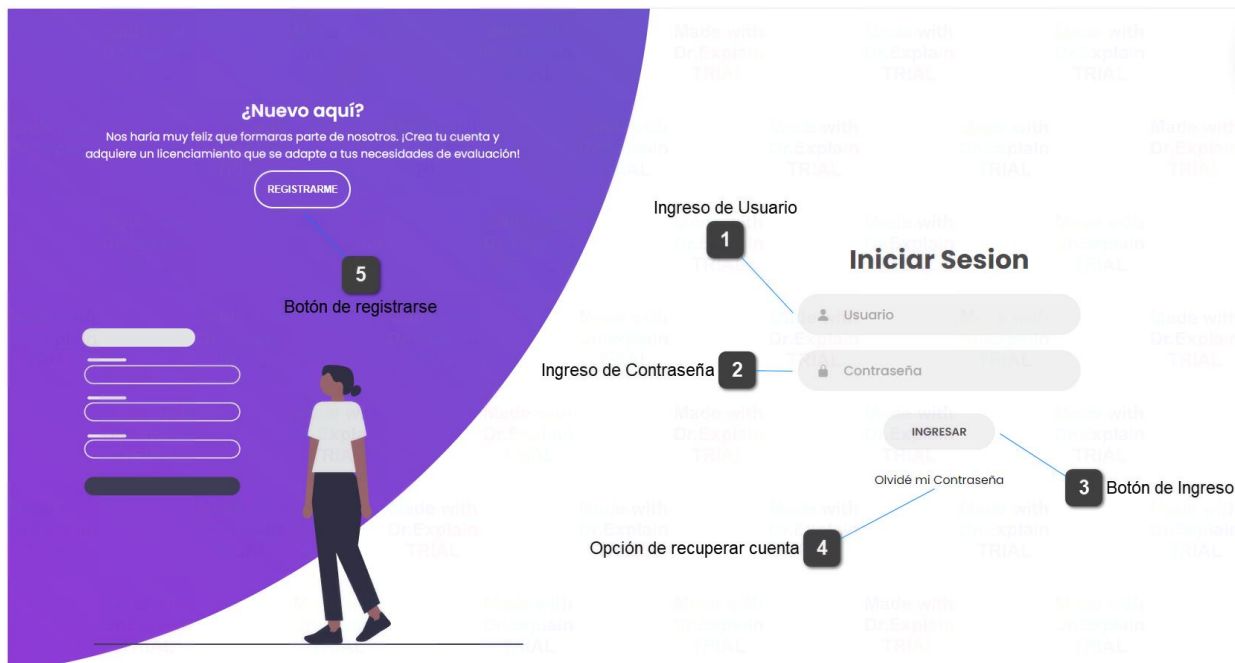 ¿Nuevo aquí?
Nos haría muy feliz que formaras parte de nosotros. ¡Crea tu cuenta y
adquiere un licenciamiento que se adapte a tus necesidades de evaluación!
REGISTRARME
5
Botón de registrarse
Ingreso de Usuario
1
Iniciar Sesion
Usuario
Ingreso de Contraseña 2
Contraseña
INGRESAR
Olvidé mi Contraseña
3 Botón de Ingreso
Opción de recuperar cuenta 4
Made with
Dr.Explain
TRIAL